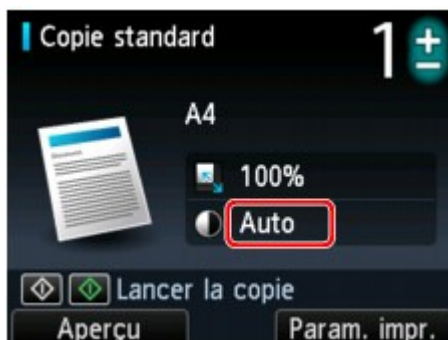 Copie standard 1
A4
100%
Auto
Lancer la copie
Aperçu Param. impr.